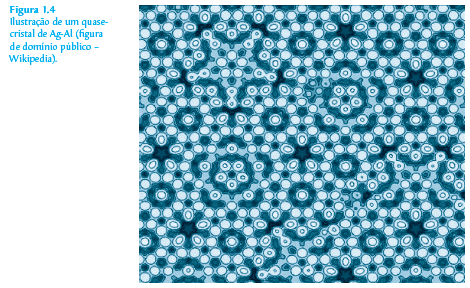 Figura 1.4
Ilustração de um quase-
cristal de Ag-Al (figura
de domínio público –
Wikipedia).